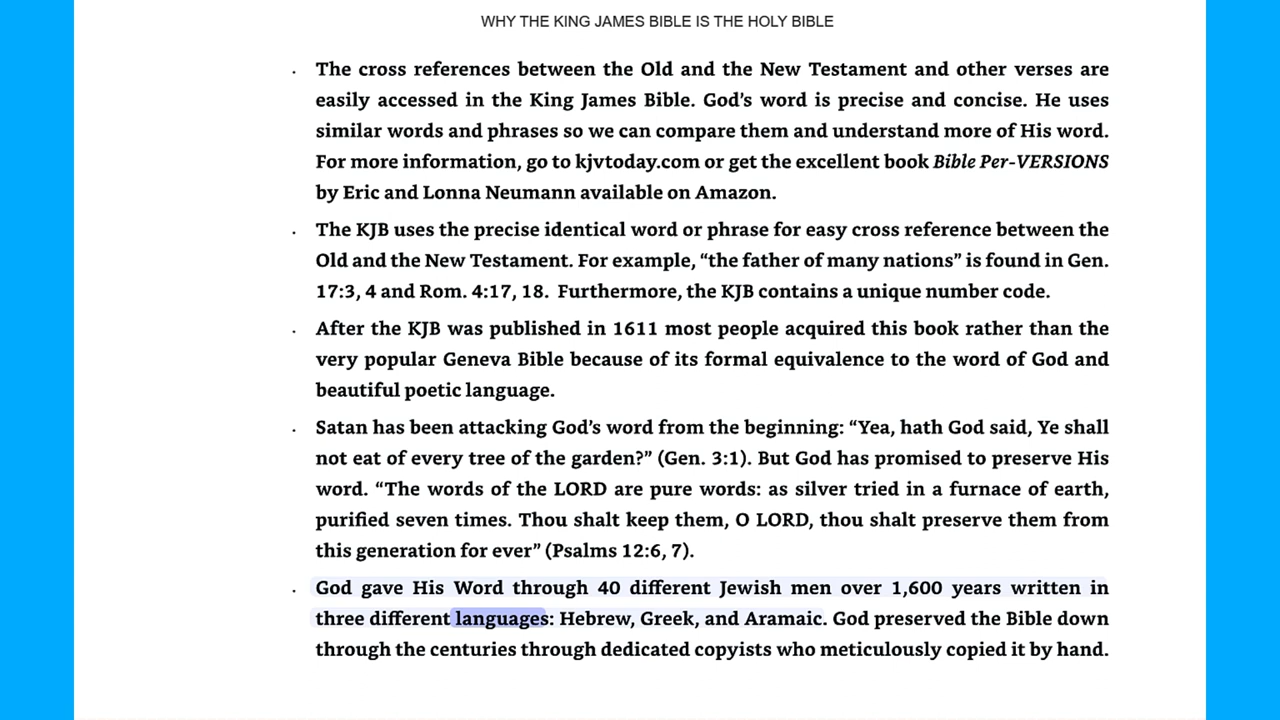 WHY THE KING JAMES BIBLE IS THE HOLY BIBLE
· The cross references between the Old and the New Testament and other verses are
easily accessed in the King James Bible. God’s word is precise and concise. He uses
similar words and phrases so we can compare them and understand more of His word.
For more information, go to kjvtoday.com or get the excellent book Bible Per-VERSIONS
by Eric and Lonna Neumann available on Amazon.
· The KJB uses the precise identical word or phrase for easy cross reference between the
Old and the New Testament. For example, “the father of many nations” is found in Gen.
17:3, 4 and Rom. 4:17, 18. Furthermore, the KJB contains a unique number code.
· After the KJB was published in 1611 most people acquired this book rather than the
very popular Geneva Bible because of its formal equivalence to the word of God and
beautiful poetic language.
· Satan has been attacking God’s word from the beginning: “Yea, hath God said, Ye shall
not eat of every tree of the garden?” (Gen. 3:1). But God has promised to preserve His
word. “The words of the LORD are pure words: as silver tried in a furnace of earth,
purified seven times. Thou shalt keep them, O LORD, thou shalt preserve them from
this generation for ever” (Psalms 12:6, 7).
· God gave His Word through 40 different Jewish men over 1,600 years written in
three different languages: Hebrew, Greek, and Aramaic. God preserved the Bible down
through the centuries through dedicated copyists who meticulously copied it by hand.